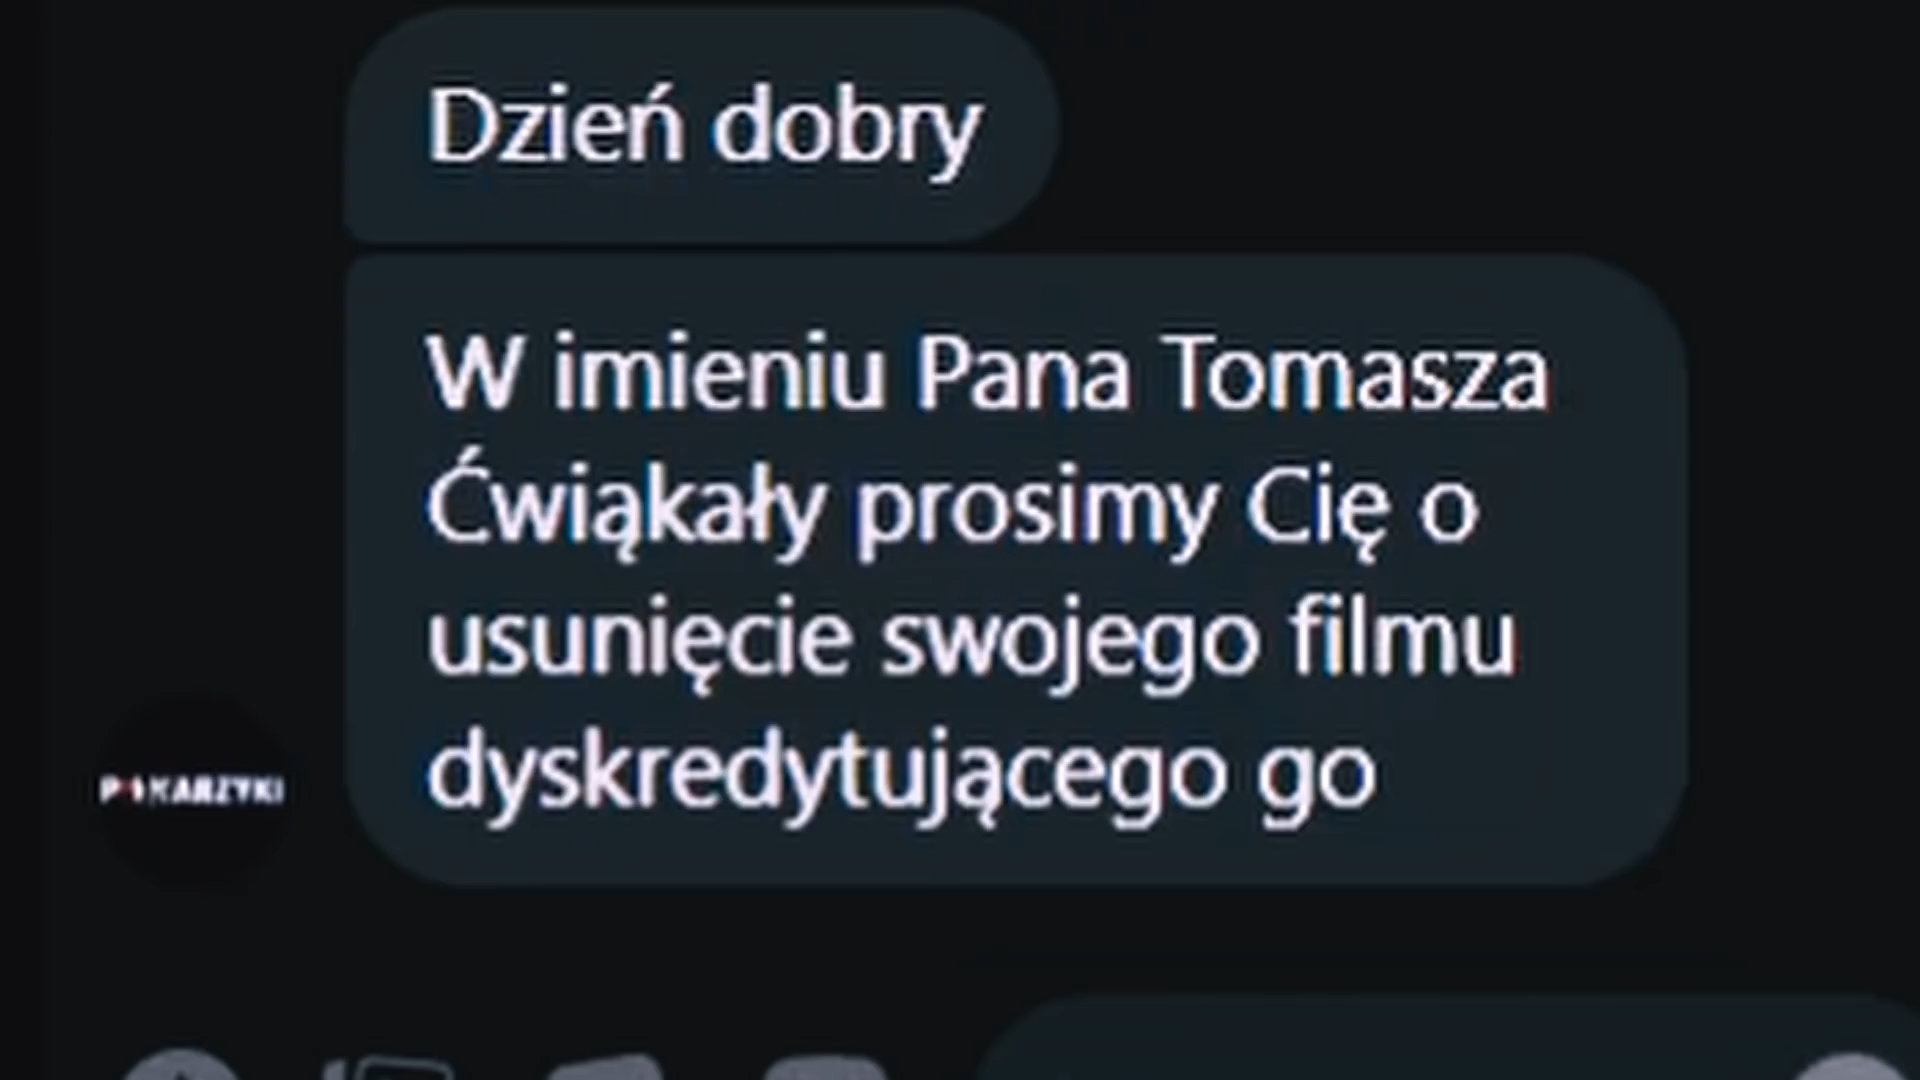 Dzień dobry
W imieniu Pana Tomasza
Ćwiąkały prosimy Cię o
usunięcie swojego filmu
dyskredytującego go